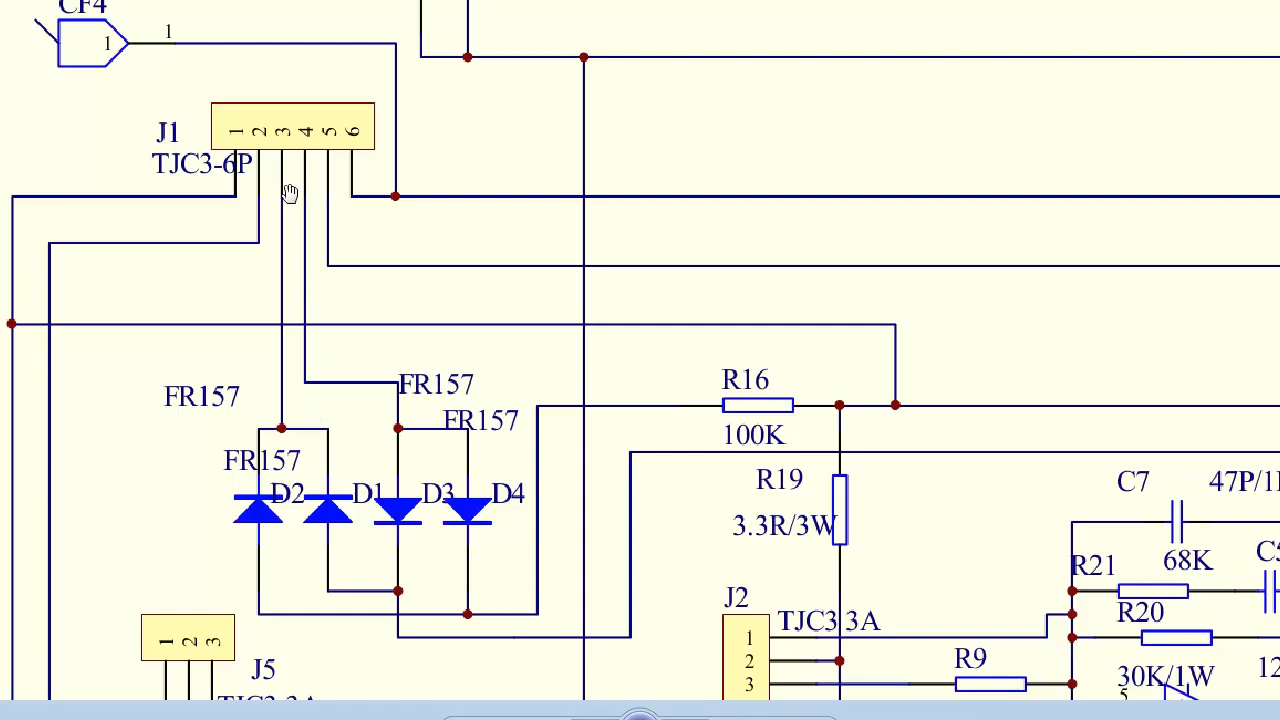 CF4
1
1
J1
1 2 3 4 5 6
TJC3-6P
FR157
FR157
FR157
FR157
D2
D1
D3
D4
R16
100K
R19
3.3R/3W
C7
68K
R21
R20
30K/1W
J2
TJC3 3A
1
2
3
R9
5
1 2 3
J5